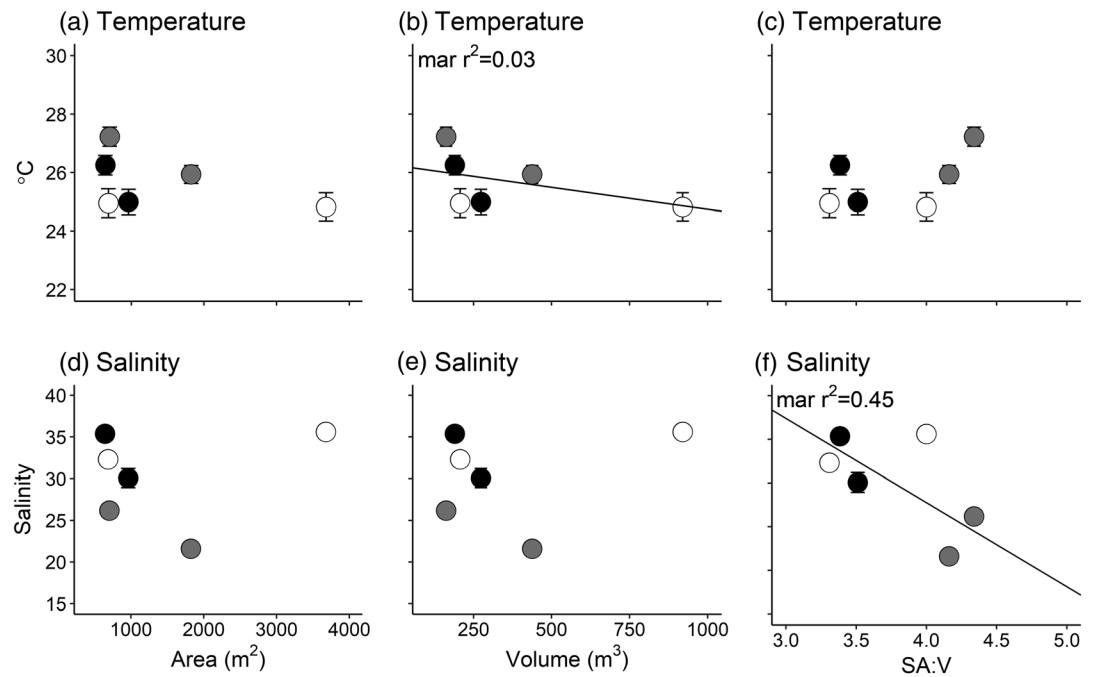 (a) Temperature
(b) Temperature
(c) Temperature
mar r²=0.03
30
28
26
24
22
°C
(d) Salinity
(e) Salinity
(f) Salinity
mar r²=0.45
40
35
30
25
20
15
Salinity
1000 2000 3000 4000
250 500 750 1000
3.0 3.5 4.0 4.5 5.0
Area (m²)
Volume (m³)
SA:V